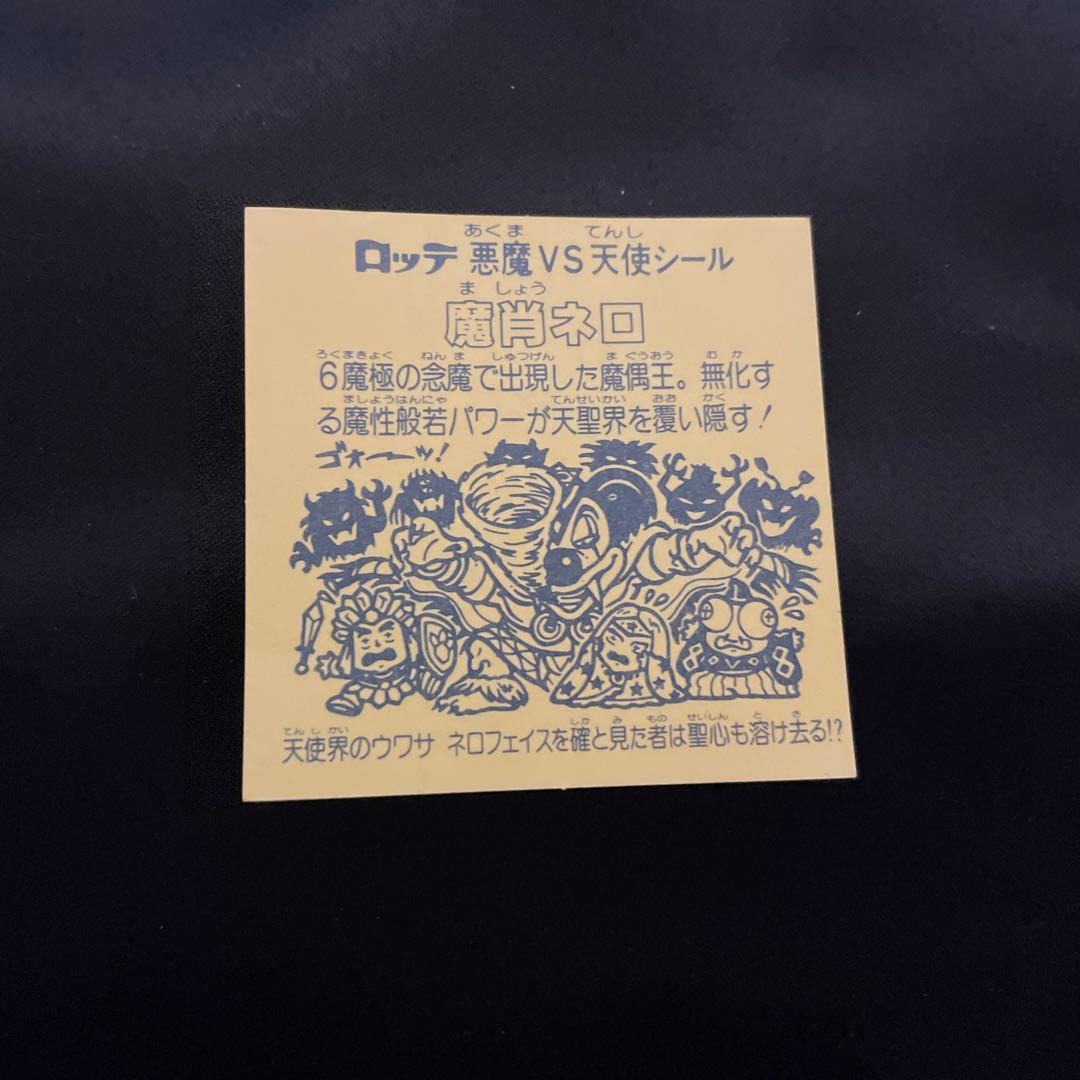 あくま てんし
ロッテ 悪魔VS天使シール
ましょう
魔肖ネロ
ろくまきょく ねんま しゅつげん まぐうおう むか
6魔極の念魔で出現した魔偶王。無化す
ましょうはんにゃ てんせいかい おお かく
る魔性般若パワーが天聖界を覆い隠す!
ゴォーーッ!
てんしかい しか み もの せいしん と さ
天使界のウワサ ネロフェイスを確と見た者は聖心も溶け去る!?